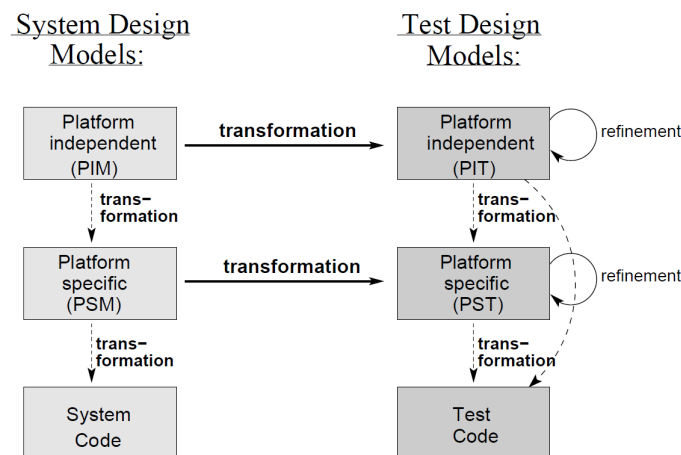 System Design
Models:
Test Design
Models:
Platform
independent
(PIM)
transformation
Platform
independent
(PIT)
refinement
trans-
formation
trans-
formation
Platform
specific
(PSM)
transformation
Platform
specific
(PST)
refinement
trans-
formation
trans-
formation
System
Code
Test
Code